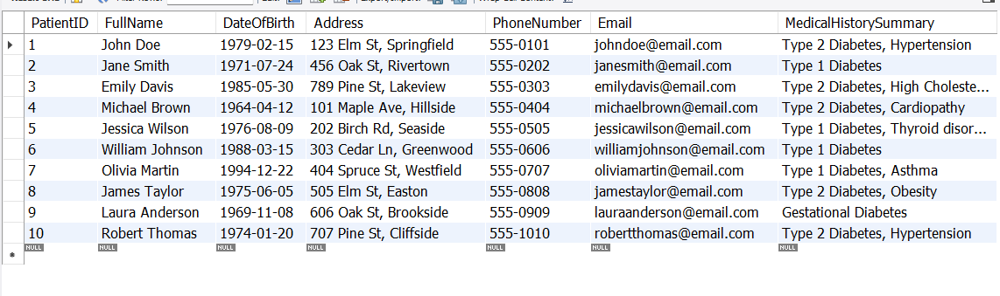 PatientID FullName DateOfBirth Address PhoneNumber Email MedicalHistorySummary
1 John Doe 1979-02-15 123 Elm St, Springfield 555-0101 johndoe@email.com Type 2 Diabetes, Hypertension
2 Jane Smith 1971-07-24 456 Oak St, Rivertown 555-0202 janesmith@email.com Type 1 Diabetes
3 Emily Davis 1985-05-30 789 Pine St, Lakeview 555-0303 emilydavis@email.com Type 2 Diabetes, High Choleste...
4 Michael Brown 1964-04-12 101 Maple Ave, Hillside 555-0404 michaelbrown@email.com Type 2 Diabetes, Cardiopathy
5 Jessica Wilson 1976-08-09 202 Birch Rd, Seaside 555-0505 jessicawilson@email.com Type 1 Diabetes, Thyroid disor...
6 William Johnson 1988-03-15 303 Cedar Ln, Greenwood 555-0606 williamjohnson@email.com Type 1 Diabetes
7 Olivia Martin 1994-12-22 404 Spruce St, Westfield 555-0707 oliviamartin@email.com Type 1 Diabetes, Asthma
8 James Taylor 1975-06-05 505 Elm St, Easton 555-0808 jamestaylor@email.com Type 2 Diabetes, Obesity
9 Laura Anderson 1969-11-08 606 Oak St, Brookside 555-0909 lauraanderson@email.com Gestational Diabetes
10 Robert Thomas 1974-01-20 707 Pine St, Cliffside 555-1010 robertthomas@email.com Type 2 Diabetes, Hypertension
NULL NULL NULL NULL NULL NULL NULL